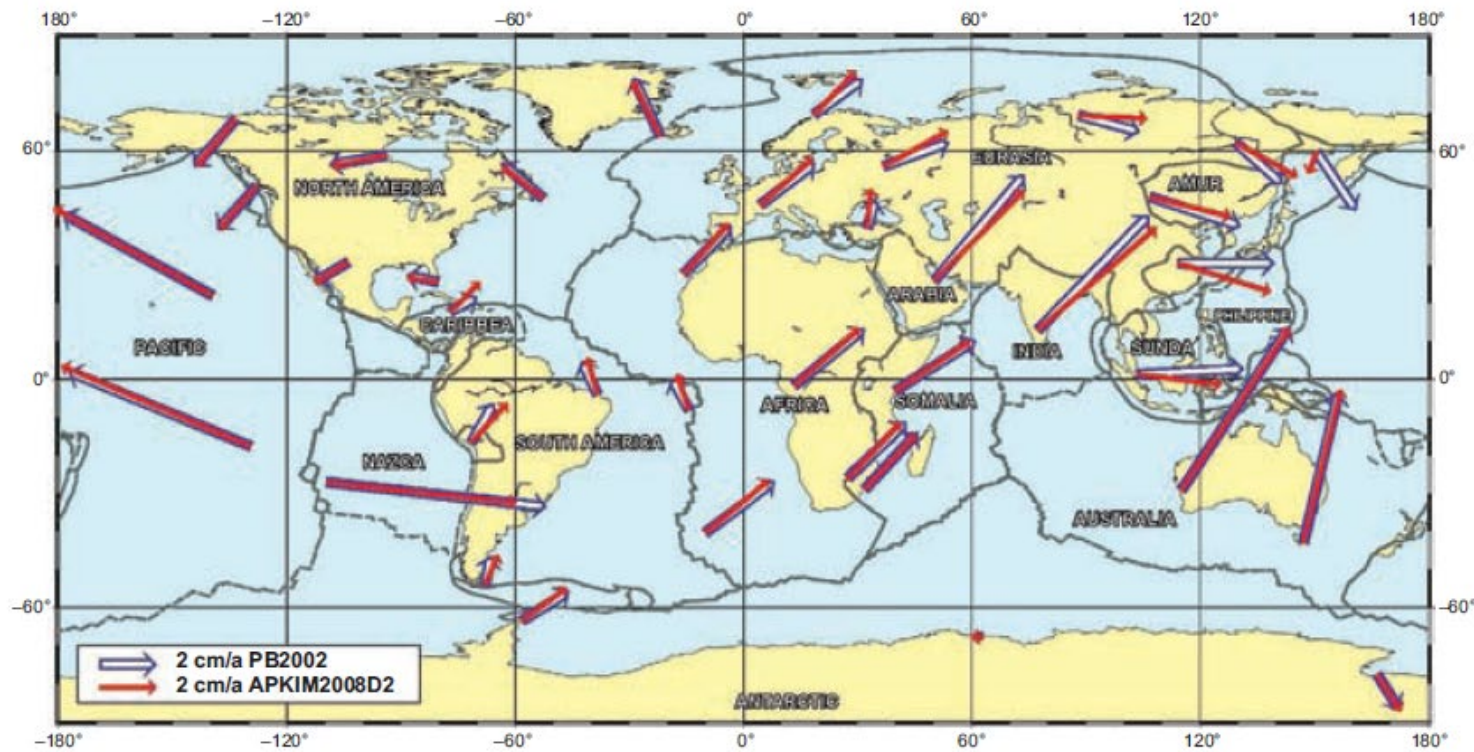 180°
–120°
–60°
0°
60°
120°
180°
60°
60°
EURASIA
NORTH AMERICA
AMUR
ARABIA
PHILIPPINE
CARIBBEA
PACIFIC
INDIA
SUNDA
0°
0°
AFRICA
SOMALIA
SOUTH AMERICA
NAZCA
AUSTRALIA
–60°
–60°
2 cm/a PB2002
2 cm/a APKIM2008D2
ANTARCTIC
–180°
–120°
–60°
0
60°
120°
180°